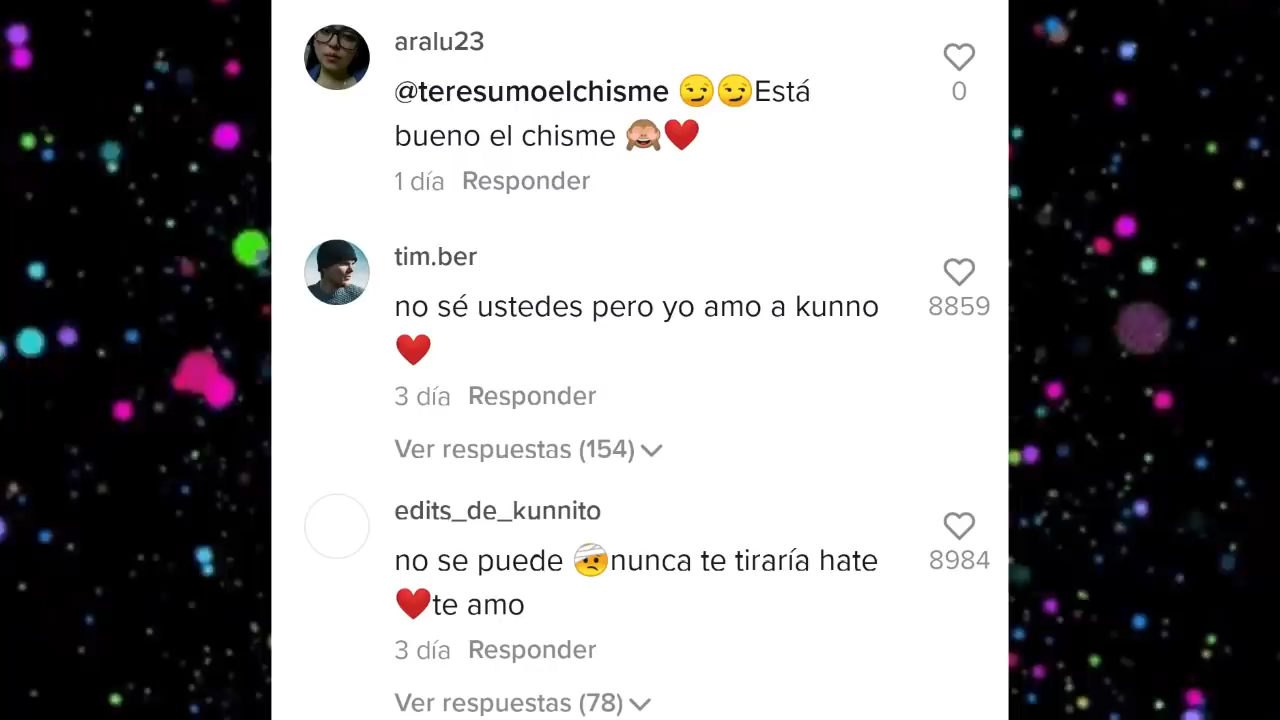 aralu23
@teresumoelchisme 😏😏Está
bueno el chisme 🙈❤️
0
1 día Responder
tim.ber
no sé ustedes pero yo amo a kunno
❤️
8859
3 día Responder
Ver respuestas (154)
edits_de_kunnito
no se puede 🤕nunca te tiraría hate
❤️te amo
8984
3 día Responder
Ver respuestas (78)